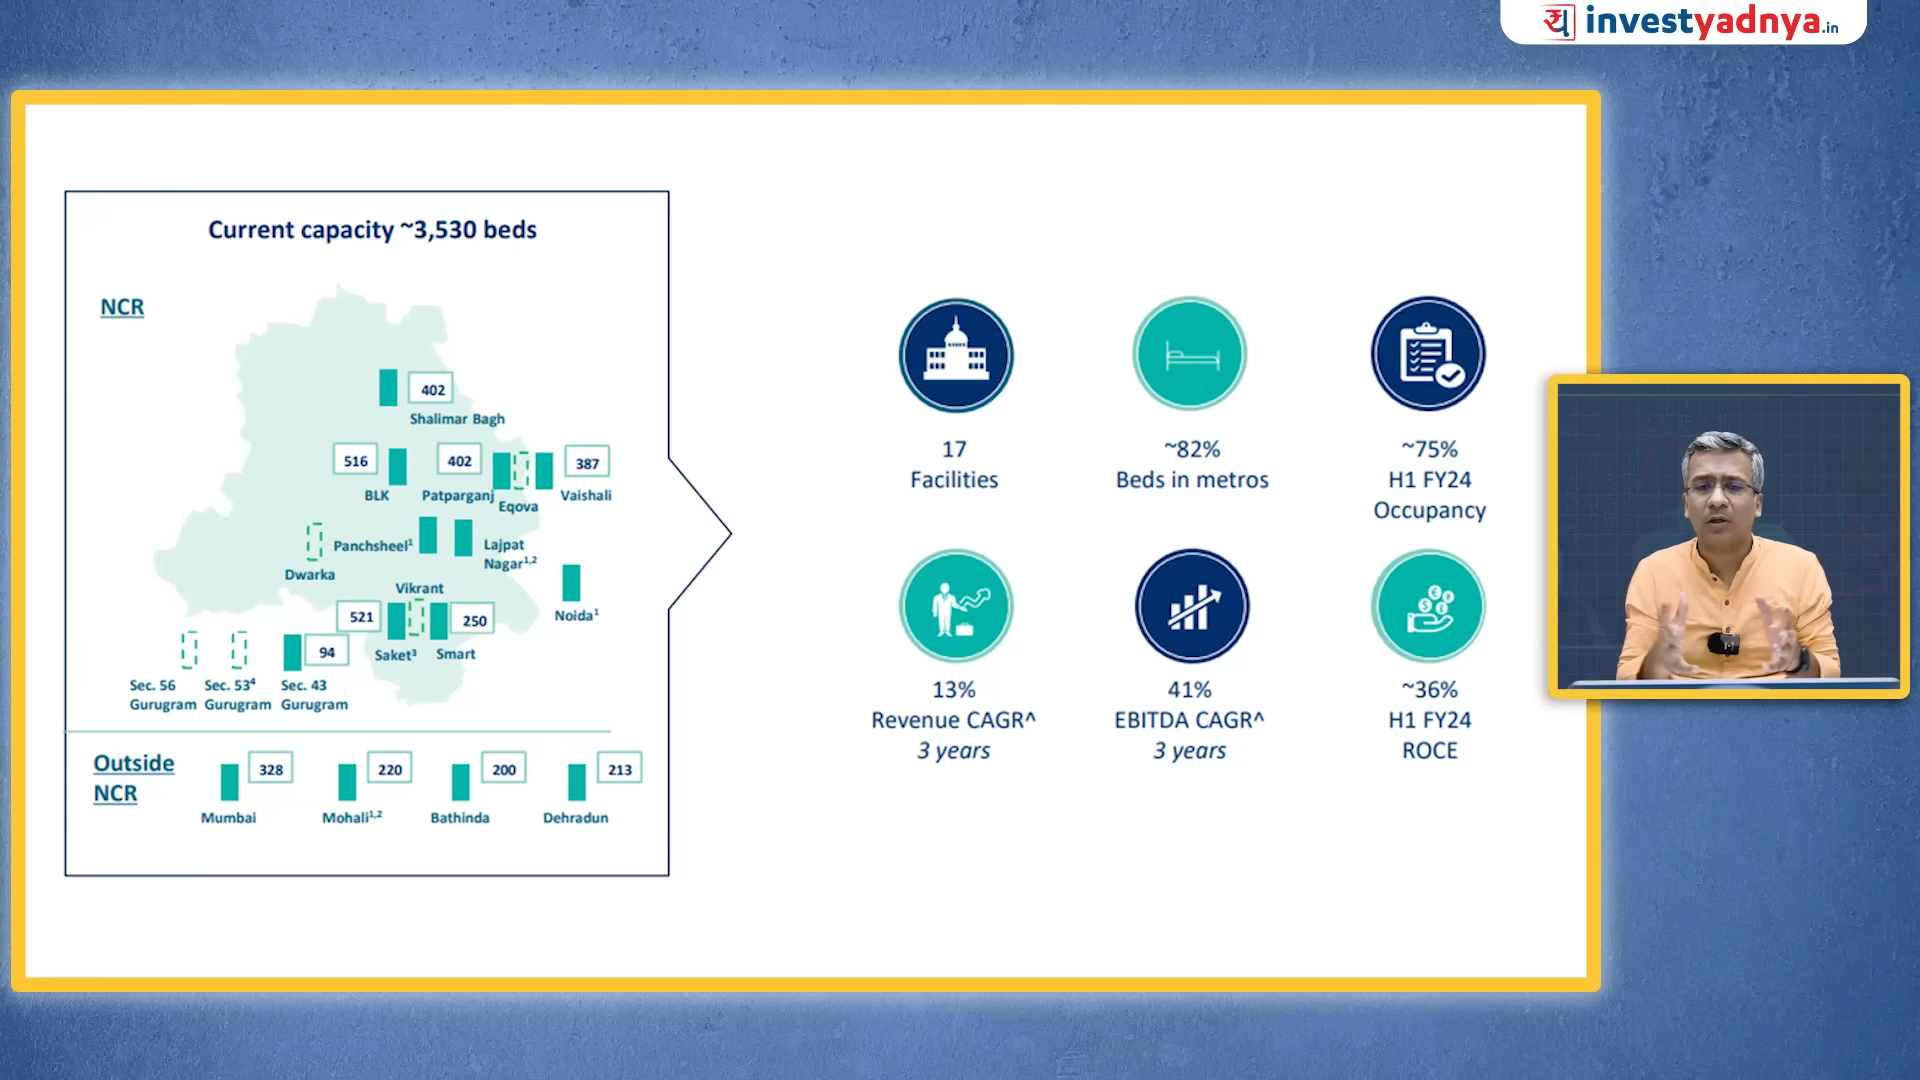 य investyadnya.in
Current capacity ~3,530 beds
NCR
402
Shalimar Bagh
516
BLK
402
Patparganj
Eqova
387
Vaishali
Dwarka
Panchsheel¹
Lajpat
Nagar¹,²
Noida¹
Vikrant
521
Saket³
250
Smart
Sec. 56
Gurugram
Sec. 53⁴
Gurugram
94
Sec. 43
Gurugram
Outside
NCR
328
Mumbai
220
Mohali¹,²
200
Bathinda
213
Dehradun
17
Facilities
~82%
Beds in metros
~75%
H1 FY24
Occupancy
13%
Revenue CAGR^
3 years
41%
EBITDA CAGR^
3 years
~36%
H1 FY24
ROCE